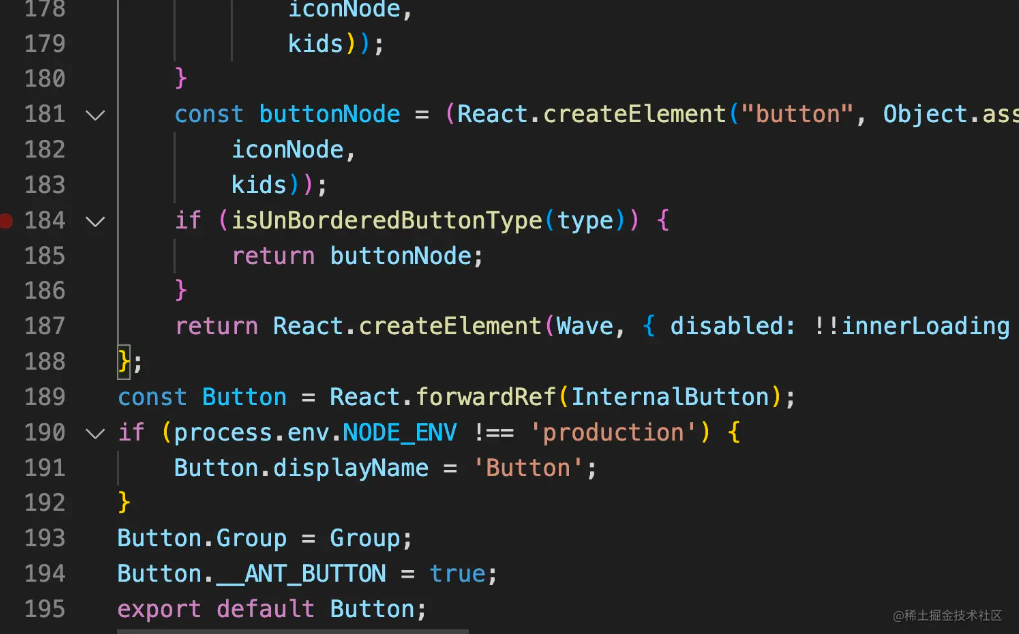 178 iconNode,
179 kids));
180 }
181 const buttonNode = (React.createElement("button", Object.ass
182 iconNode,
183 kids));
184 if (isUnBorderedButtonType(type)) {
185 return buttonNode;
186 }
187 return React.createElement(Wave, { disabled: !!innerLoading
188 };
189 const Button = React.forwardRef(InternalButton);
190 if (process.env.NODE_ENV !== 'production') {
191 Button.displayName = 'Button';
192 }
193 Button.Group = Group;
194 Button.__ANT_BUTTON = true;
195 export default Button;
@稀土掘金技术社区